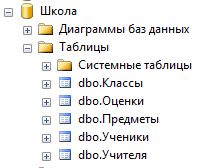 Школа
Диаграммы баз данных
Таблицы
Системные таблицы
dbo.Классы
dbo.Оценки
dbo.Предметы
dbo.Ученики
dbo.Учителя